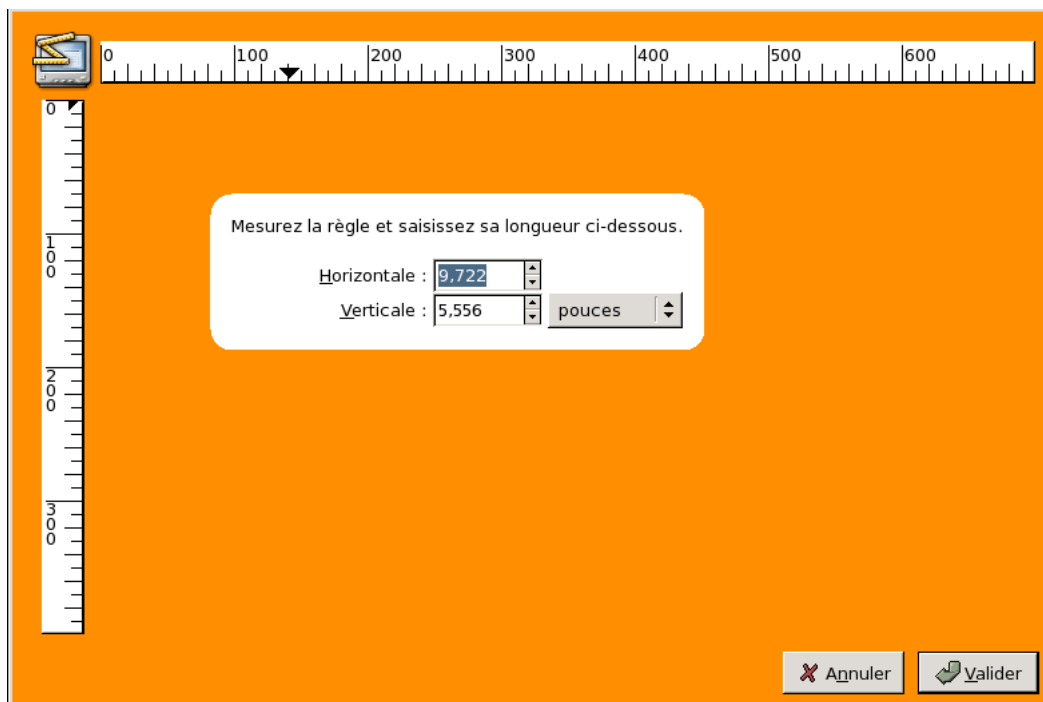 0 100 200 300 400 500 600
0
100
200
300
Mesurez la règle et saisissez sa longueur ci-dessous.
Horizontale : 9,722
Verticale : 5,556 pouces
Annuler Valider